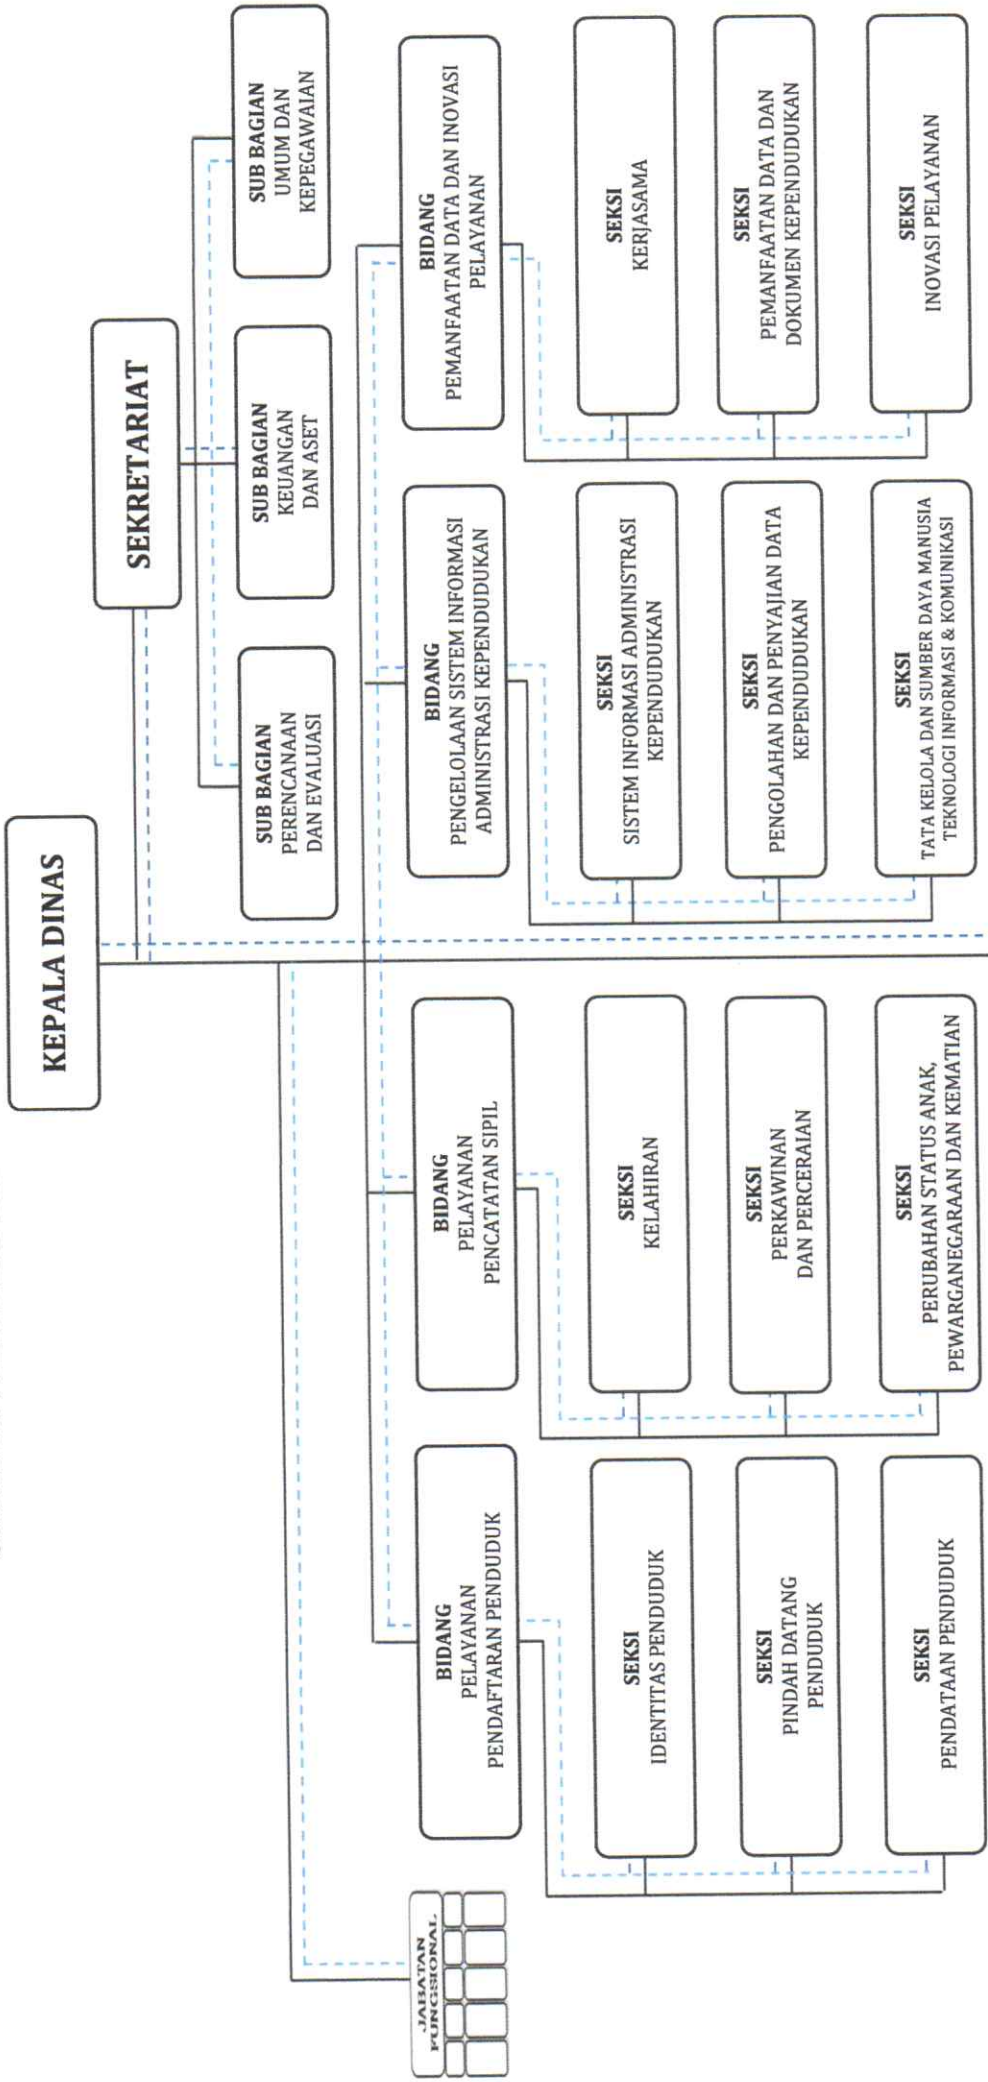 KEPALA DINAS
SEKRETARIAT
SUB BAGIAN
PERENCANAAN
DAN EVALUASI
SUB BAGIAN
KEUANGAN
DAN ASET
SUB BAGIAN
UMUM DAN
KEPEGAWAIAN
JABATAN
FUNGSIONAL
BIDANG
PELAYANAN
PENDAFTARAN PENDUDUK
BIDANG
PELAYANAN
PENCATATAN SIPIL
BIDANG
PENGELOLAAN SISTEM INFORMASI
ADMINISTRASI KEPENDUDUKAN
BIDANG
PEMANFAATAN DATA DAN INOVASI
PELAYANAN
SEKSI
IDENTITAS PENDUDUK
SEKSI
KELAHIRAN
SEKSI
SISTEM INFORMASI ADMINISTRASI
KEPENDUDUKAN
SEKSI
KERJASAMA
SEKSI
PINDAH DATANG
PENDUDUK
SEKSI
PERKAWINAN
DAN PERCERAIAN
SEKSI
PENGOLAHAN DAN PENYAJIAN DATA
KEPENDUDUKAN
SEKSI
PEMANFAATAN DATA DAN
DOKUMEN KEPENDUDUKAN
SEKSI
PENDATAAN PENDUDUK
SEKSI
PERUBAHAN STATUS ANAK,
PEWARGANEGARAAN DAN KEMATIAN
SEKSI
TATA KELOLA DAN SUMBER DAYA MANUSIA
TEKNOLOGI INFORMASI & KOMUNIKASI
SEKSI
INOVASI PELAYANAN